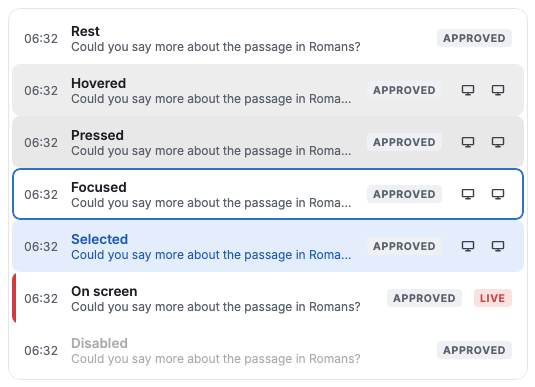 06:32 Rest APPROVED
Could you say more about the passage in Romans?
06:32 Hovered APPROVED
Could you say more about the passage in Roma...
06:32 Pressed APPROVED
Could you say more about the passage in Roma...
06:32 Focused APPROVED
Could you say more about the passage in Roma...
06:32 Selected APPROVED
Could you say more about the passage in Roma...
06:32 On screen APPROVED LIVE
Could you say more about the passage in Romans?
06:32 Disabled APPROVED
Could you say more about the passage in Romans?